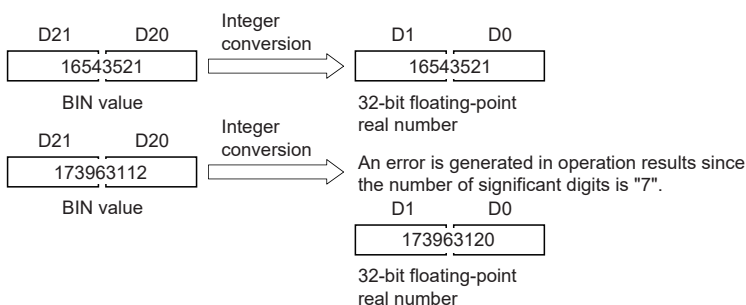 Integer
conversion
D21 D20 D1 D0
16543521 16543521
BIN value 32-bit floating-point
real number
Integer
conversion
D21 D20
173963112
BIN value
An error is generated in operation results since
the number of significant digits is "7".
D1 D0
173963120
32-bit floating-point
real number